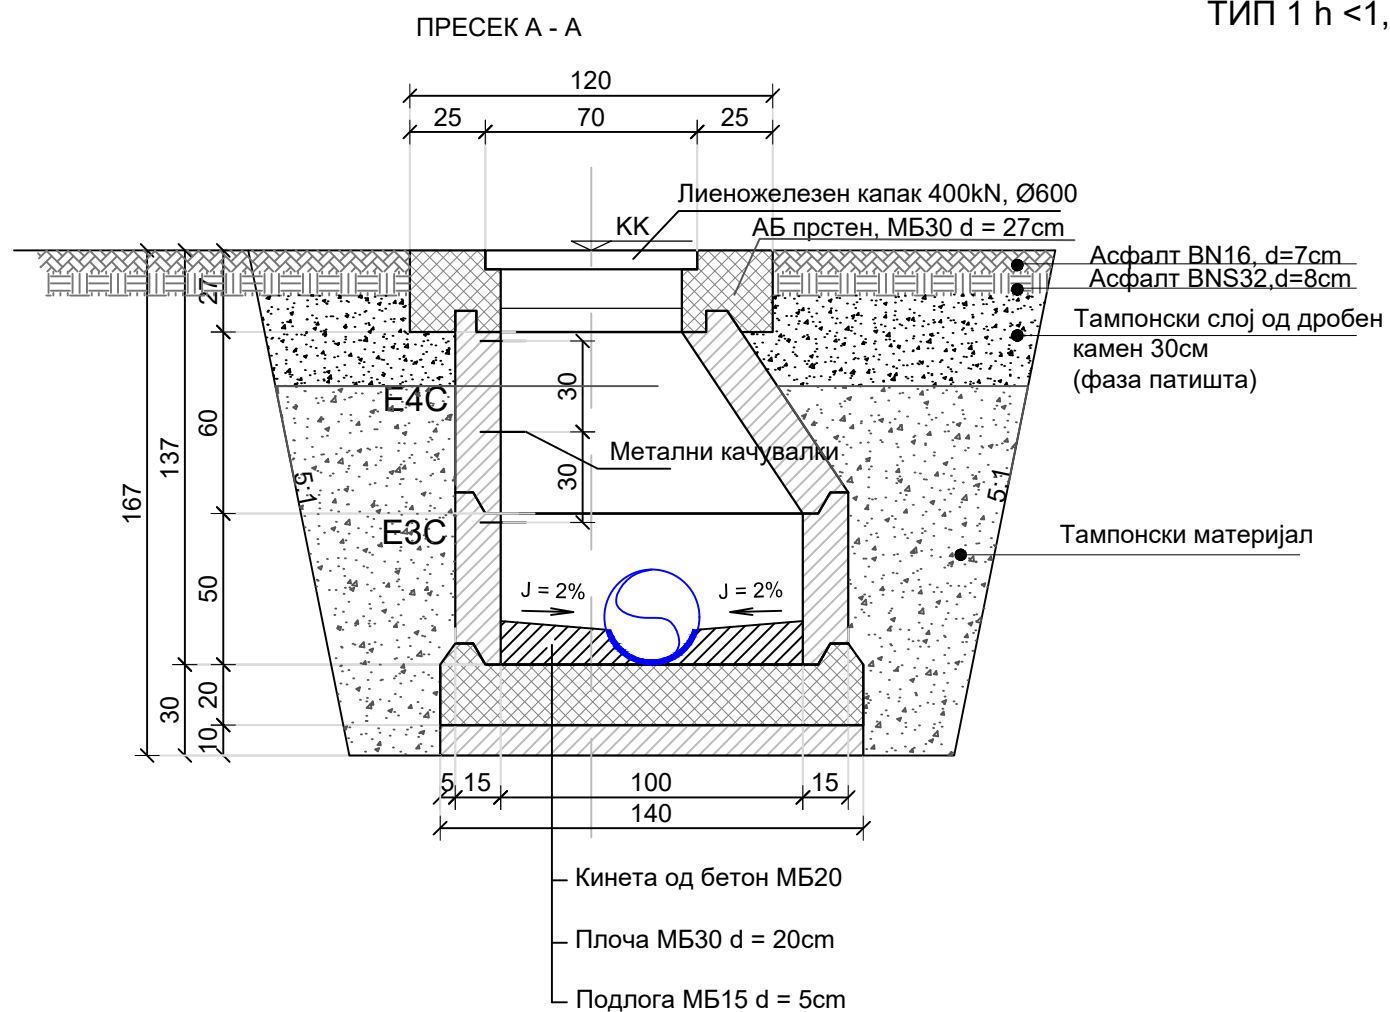 ТИП 1 h <1,
ПРЕСЕК А - А
120
25 70 25
Лиеножелезен капак 400kN, Ø600
КК
АБ прстен, МБ30 d = 27cm
Асфалт BN16, d=7cm
Асфалт BNS32,d=8cm
27
Тампонски слој од дробен
камен 30см
(фаза патишта)
30
Е4С
60
137
Метални качувалки
30
5:1
5:1
167
Е3С
Тампонски материјал
50
J = 2%
J = 2%
20
30
10
5 15 100 15
140
Кинета од бетон МБ20
Плоча МБ30 d = 20cm
Подлога МБ15 d = 5cm